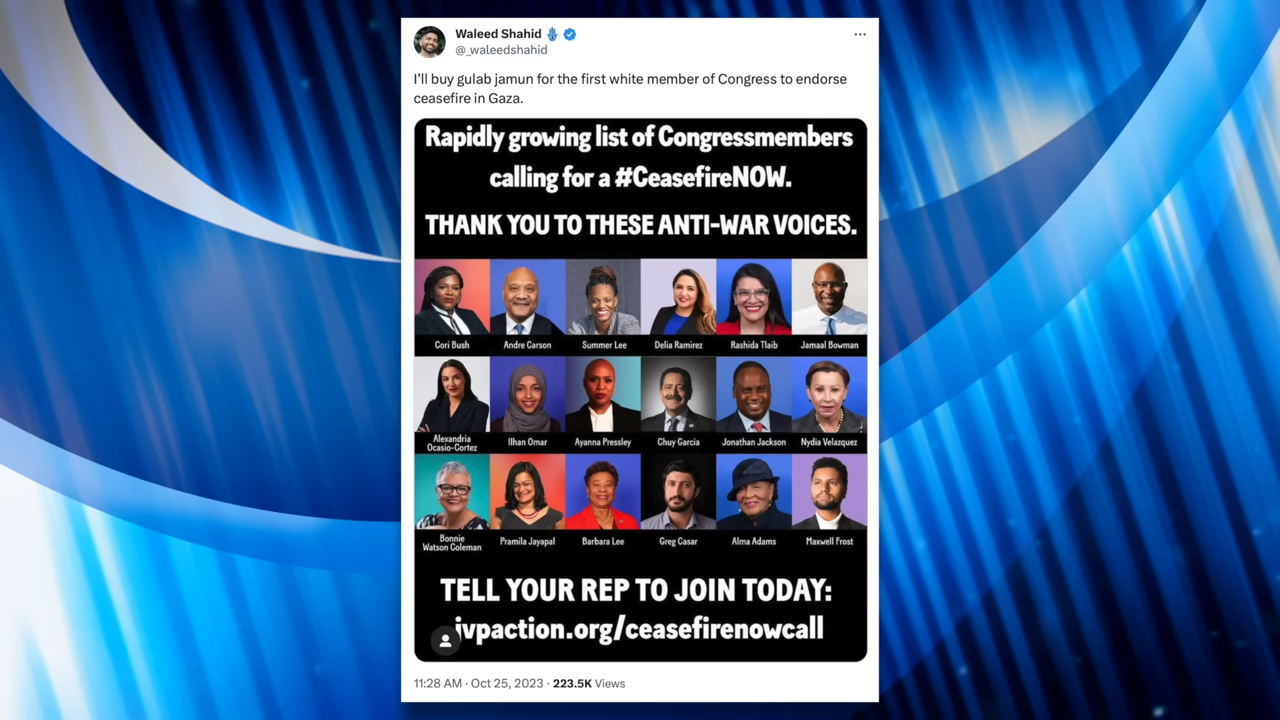 Waleed Shahid
@_waleedshahid
I'll buy gulab jamun for the first white member of Congress to endorse
ceasefire in Gaza.
Rapidly growing list of Congressmembers
calling for a #CeasefireNOW.
THANK YOU TO THESE ANTI-WAR VOICES.
Cori Bush Andre Carson Summer Lee Delia Ramirez Rashida Tlaib Jamaal Bowman
Alexandria
Ocasio-Cortez Ilhan Omar Ayanna Pressley Chuy Garcia Jonathan Jackson Nydia Velazquez
Bonnie
Watson Coleman Pramila Jayapal Barbara Lee Greg Casar Alma Adams Maxwell Frost
TELL YOUR REP TO JOIN TODAY:
jvpaction.org/ceasefirenowcall
11:28 AM · Oct 25, 2023 · 223.5K Views